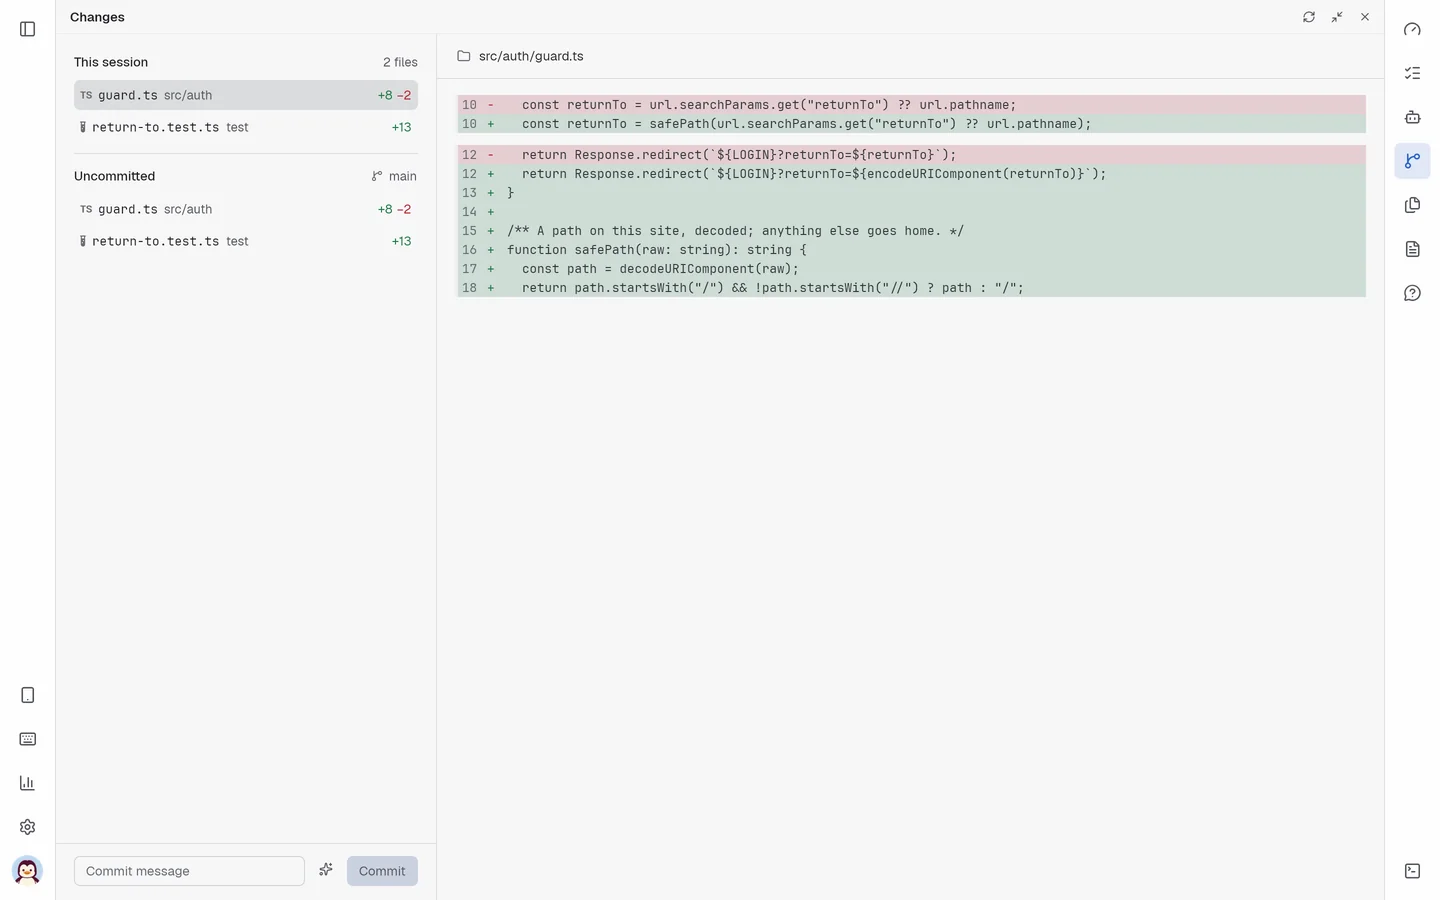 Changes
This session 2 files
TS guard.ts src/auth +8 −2
return-to.test.ts test +13
Uncommitted main
TS guard.ts src/auth +8 −2
return-to.test.ts test +13
Commit message Commit
src/auth/guard.ts
10 - const returnTo = url.searchParams.get("returnTo") ?? url.pathname;
10 + const returnTo = safePath(url.searchParams.get("returnTo") ?? url.pathname);
12 - return Response.redirect(`${LOGIN}?returnTo=${returnTo}`);
12 + return Response.redirect(`${LOGIN}?returnTo=${encodeURIComponent(returnTo)}`);
13 + }
14 +
15 + /** A path on this site, decoded; anything else goes home. */
16 + function safePath(raw: string): string {
17 + const path = decodeURIComponent(raw);
18 + return path.startsWith("/") && !path.startsWith("//") ? path : "/";